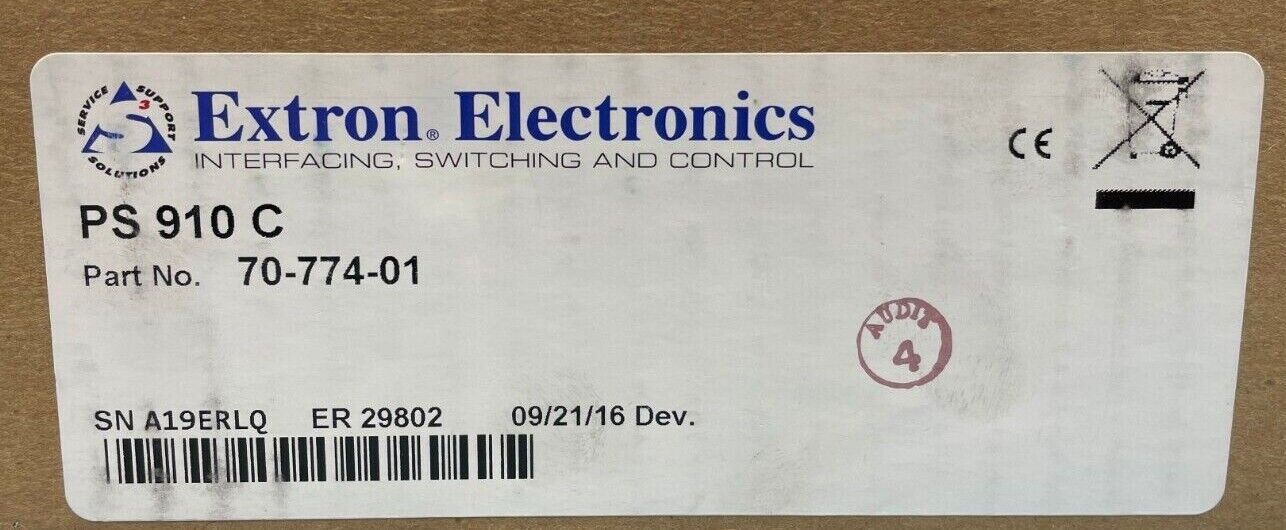 SERVICE SUPPORT SOLUTIONS
S3
Extron® Electronics
INTERFACING, SWITCHING AND CONTROL
CE
PS 910 C
Part No. 70-774-01
AUDIT
4
SN A19ERLQ ER 29802 09/21/16 Dev.